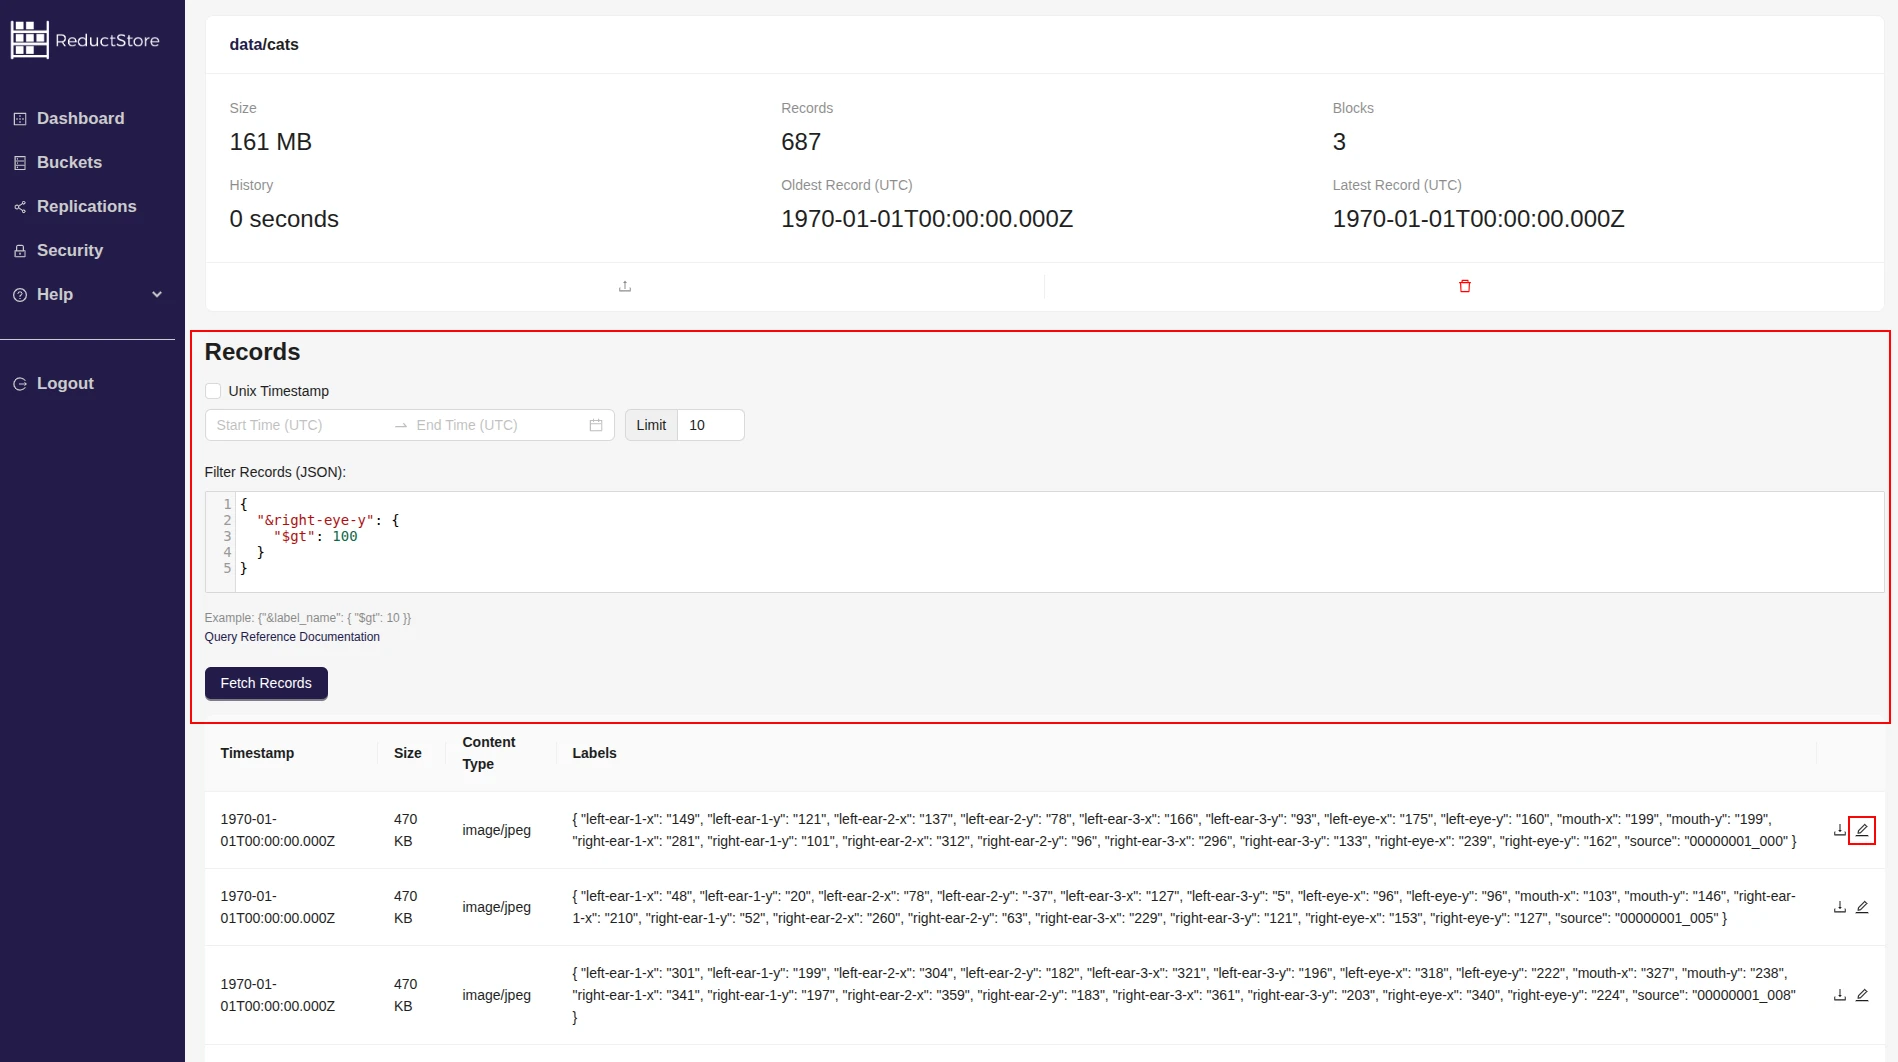 ReductStore
Dashboard
Buckets
Replications
Security
Help
Logout
data/cats
Size
161 MB
Records
687
Blocks
3
History
0 seconds
Oldest Record (UTC)
1970-01-01T00:00:00.000Z
Latest Record (UTC)
1970-01-01T00:00:00.000Z
Records
Unix Timestamp
Start Time (UTC)
End Time (UTC)
Limit
10
Filter Records (JSON):
1 {
2 "&right-eye-y": {
3 "$gt": 100
4 }
5 }
Example: {"&label_name": { "$gt": 10 }}
Query Reference Documentation
Fetch Records
Timestamp
Size
Content
Type
Labels
1970-01-
01T00:00:00.000Z
470
KB
image/jpeg
{ "left-ear-1-x": "149", "left-ear-1-y": "121", "left-ear-2-x": "137", "left-ear-2-y": "78", "left-ear-3-x": "166", "left-ear-3-y": "93", "left-eye-x": "175", "left-eye-y": "160", "mouth-x": "199", "mouth-y": "199",
"right-ear-1-x": "281", "right-ear-1-y": "101", "right-ear-2-x": "312", "right-ear-2-y": "96", "right-ear-3-x": "296", "right-ear-3-y": "133", "right-eye-x": "239", "right-eye-y": "162", "source": "00000001_000" }
1970-01-
01T00:00:00.000Z
470
KB
image/jpeg
{ "left-ear-1-x": "48", "left-ear-1-y": "20", "left-ear-2-x": "78", "left-ear-2-y": "-37", "left-ear-3-x": "127", "left-ear-3-y": "5", "left-eye-x": "96", "left-eye-y": "96", "mouth-x": "103", "mouth-y": "146", "right-ear-
1-x": "210", "right-ear-1-y": "52", "right-ear-2-x": "260", "right-ear-2-y": "63", "right-ear-3-x": "229", "right-ear-3-y": "121", "right-eye-x": "153", "right-eye-y": "127", "source": "00000001_005" }
1970-01-
01T00:00:00.000Z
470
KB
image/jpeg
{ "left-ear-1-x": "301", "left-ear-1-y": "199", "left-ear-2-x": "304", "left-ear-2-y": "182", "left-ear-3-x": "321", "left-ear-3-y": "196", "left-eye-x": "318", "left-eye-y": "222", "mouth-x": "327", "mouth-y": "238",
"right-ear-1-x": "341", "right-ear-1-y": "197", "right-ear-2-x": "359", "right-ear-2-y": "183", "right-ear-3-x": "361", "right-ear-3-y": "203", "right-eye-x": "340", "right-eye-y": "224", "source": "00000001_008"
}